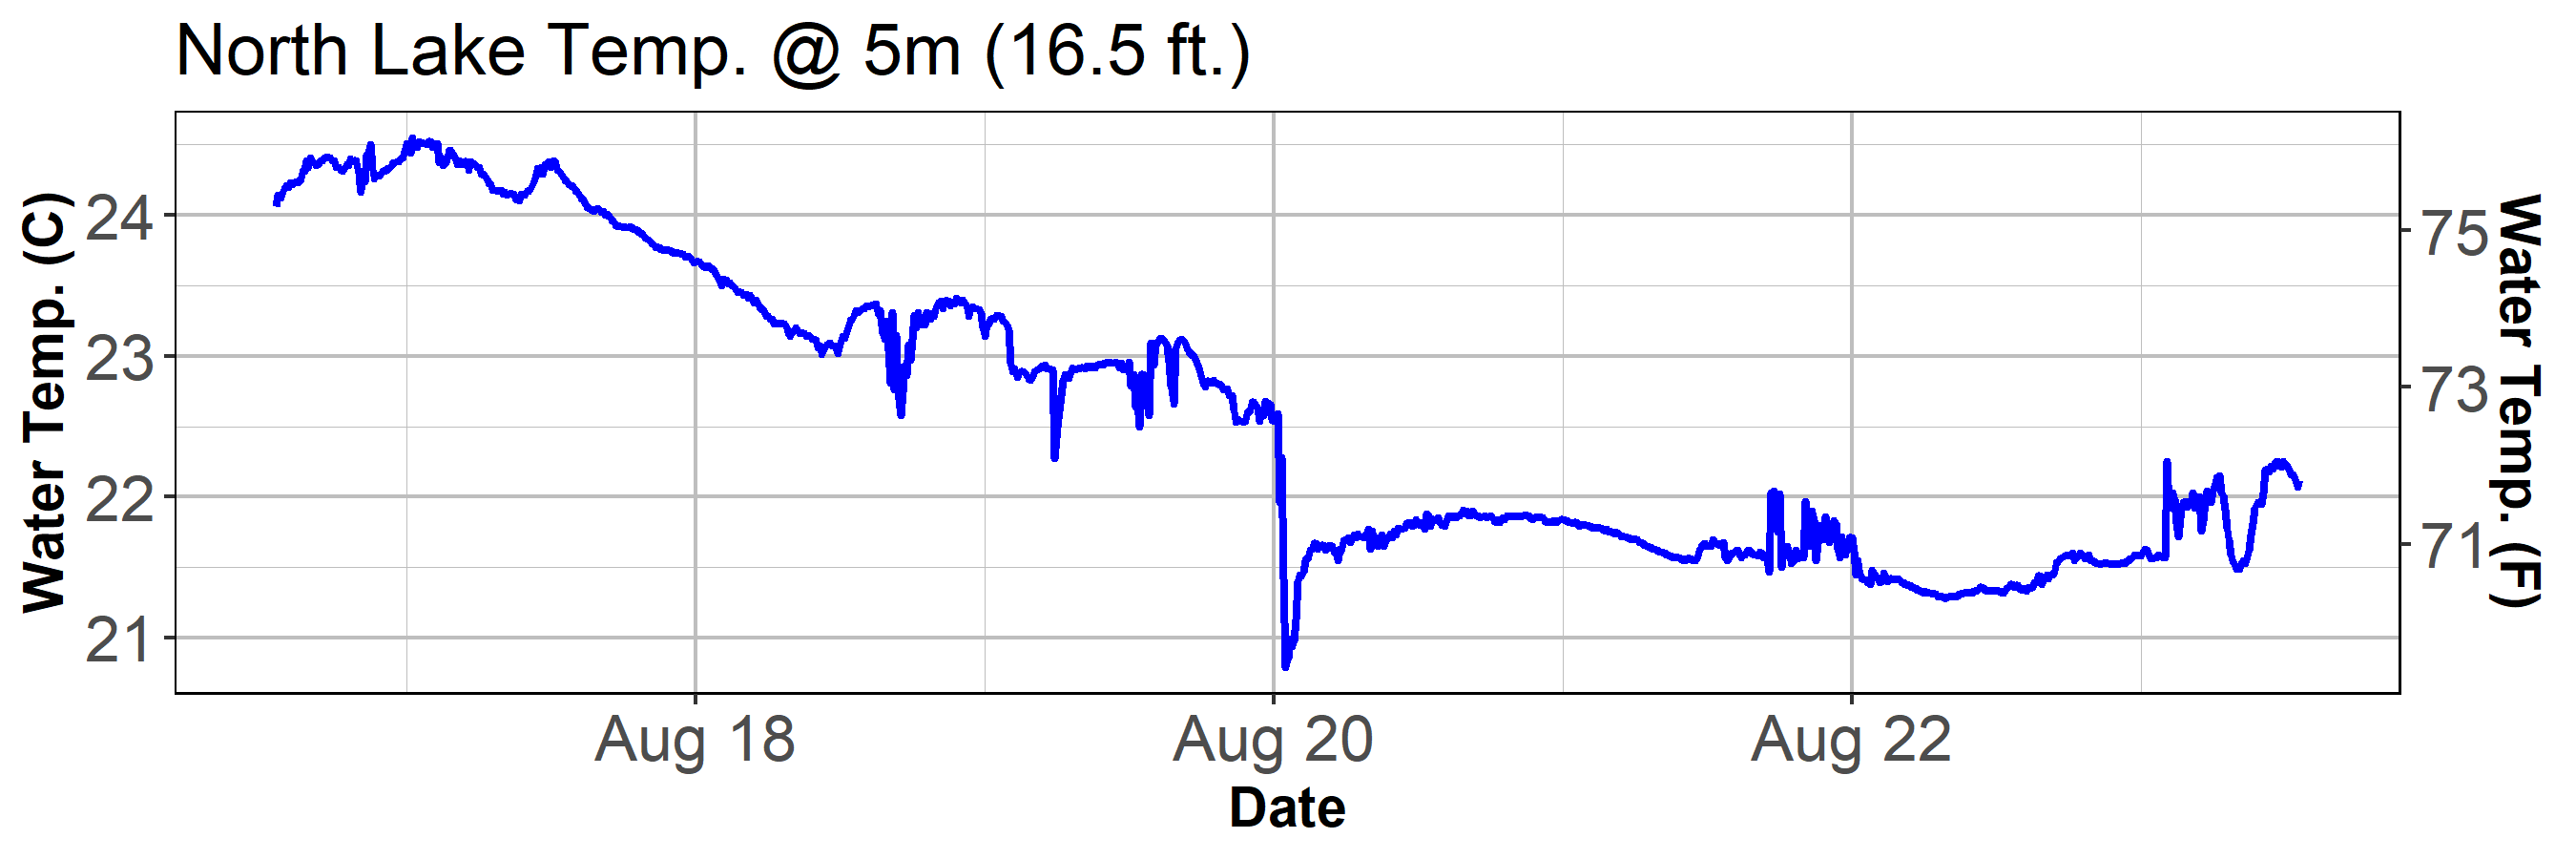 North Lake Temp. @ 5m (16.5 ft.)
Water Temp. (C)
24
23
22
21
75
73
71
Water Temp. (F)
Aug 18
Aug 20
Aug 22
Date